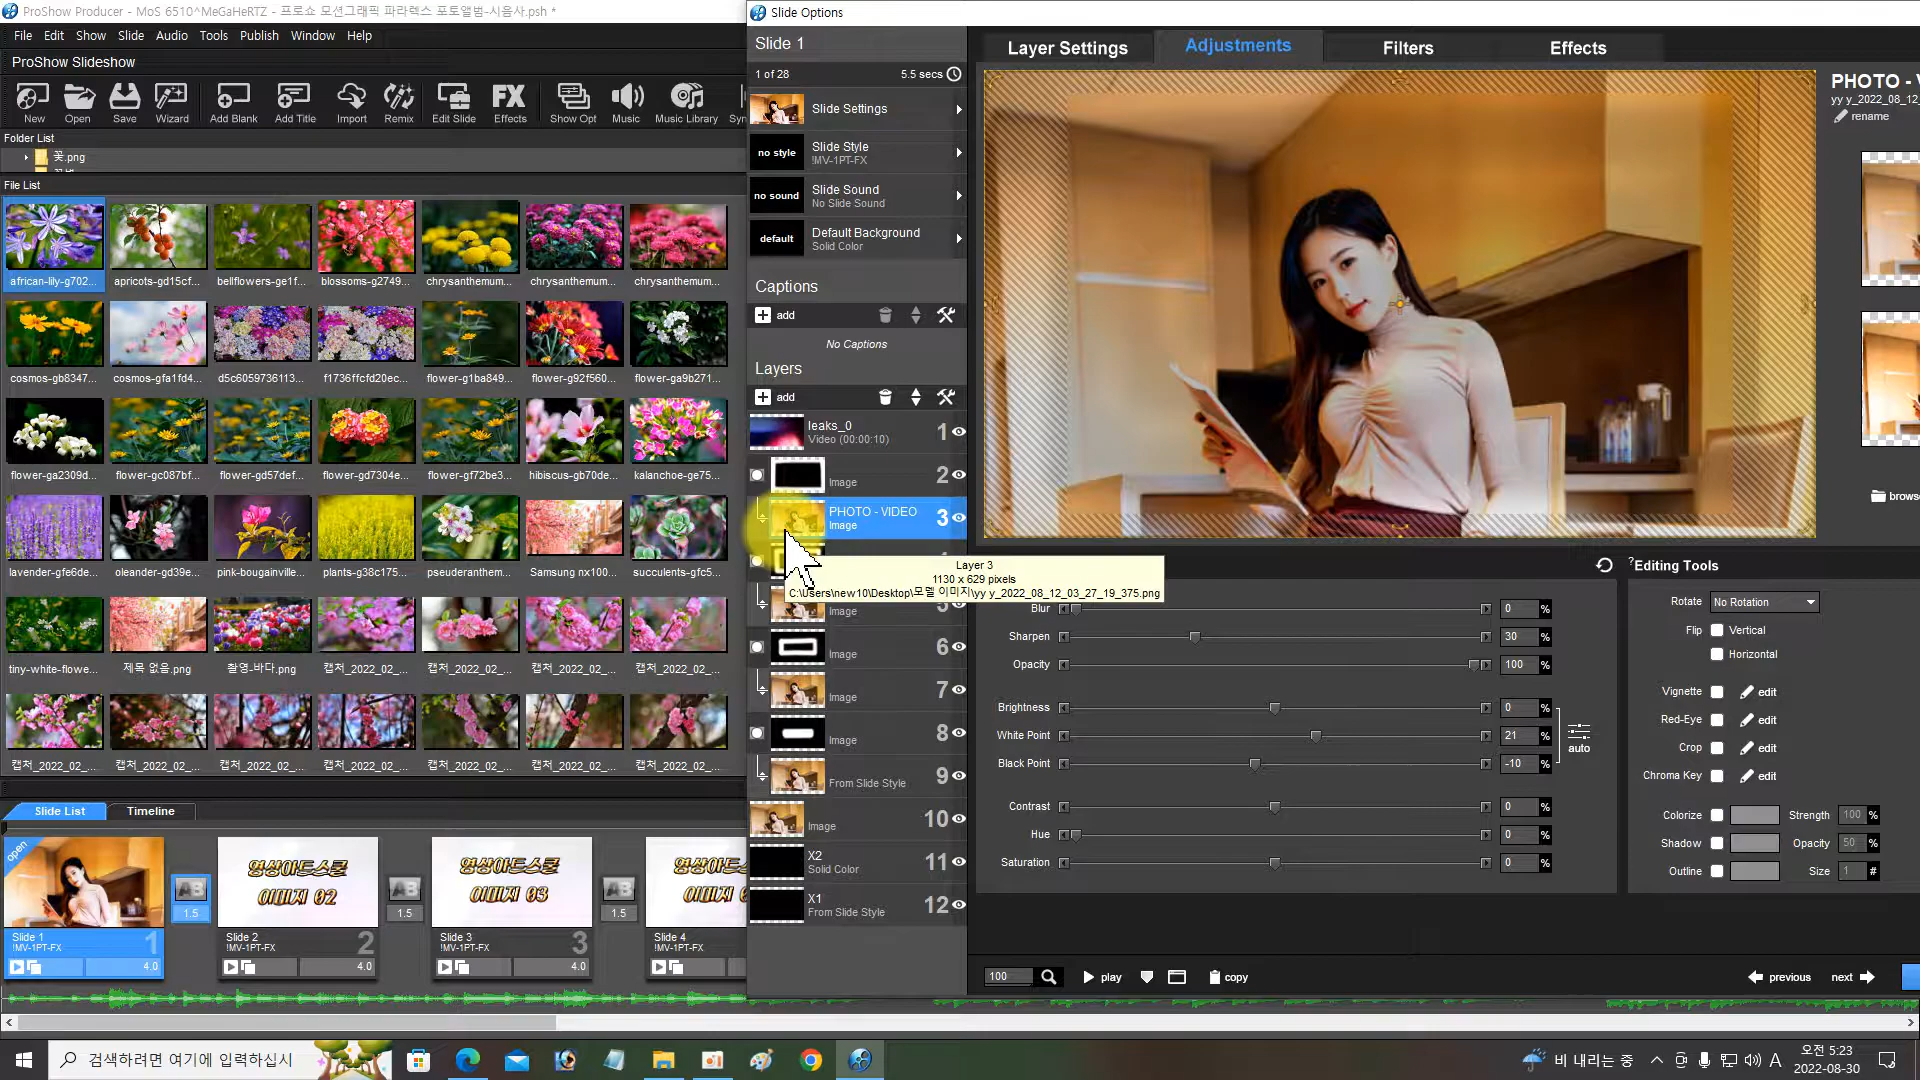 ProShow Producer - MoS 6510^MeGaHeRTZ - 프로쇼 모션그래픽 파라렉스 포토앨범-시음사.psh *
File Edit Show Slide Audio Tools Publish Window Help
ProShow Slideshow
New Open Save Wizard Add Blank Add Title Import Remix Edit Slide Effects Show Opt Music Music Library
FX
Folder List
꽃.png
File List
african-lily-g702... apricots-gd15cf... bellflowers-ge1f... blossoms-g2749... chrysanthemum... chrysanthemum... chrysanthemum...
cosmos-gb8347... cosmos-gfa1fd4... d5c6059736113... f1736ffcfd20ec... flower-g1ba849... flower-g92f560... flower-ga9b271...
flower-ga2309d... flower-gc087bf... flower-gd57def... flower-gd7304e... flower-gf72be3... hibiscus-gb70de... kalanchoe-ge75...
lavender-gfe6de... oleander-gd39e... pink-bougainville... plants-g38c175... pseuderanthem... Samsung nx100... succulents-gfc5...
tiny-white-flowe... 제목 없음.png 촬영-바다.png 캡처_2022_02_... 캡처_2022_02_... 캡처_2022_02_... 캡처_2022_02_...
캡처_2022_02_... 캡처_2022_02_... 캡처_2022_02_... 캡처_2022_02_... 캡처_2022_02_... 캡처_2022_02_... 캡처_2022_02_...
Slide List Timeline
open
영상아트스쿨
이미지 02
영상아트스쿨
이미지 03
AB 1.5
AB 1.5
AB 1.5
Slide 1
!MV-1PT-FX
1
4.0
Slide 2
!MV-1PT-FX
2
4.0
Slide 3
!MV-1PT-FX
3
4.0
Slide 4
!MV-1PT-FX
Slide Options
Slide 1
1 of 28 5.5 secs
Slide Settings
no style
Slide Style
!MV-1PT-FX
no sound
Slide Sound
No Slide Sound
default
Default Background
Solid Color
Captions
add
No Captions
Layers
add
leaks_0
Video (00:00:10)
1
Image 2
PHOTO - VIDEO
Image
3
Image 6
Image 7
Image 8
From Slide Style 9
Image 10
X2
Solid Color
11
X1
From Slide Style
12
Layer 3
1130 x 629 pixels
C:\Users\new10\Desktop\모델 이미지\yy y_2022_08_12_03_27_19_375.png
Layer Settings Adjustments Filters Effects
PHOTO - V
yy y_2022_08_12_
rename
brows
Blur 0 %
Sharpen 30 %
Opacity 100 %
Brightness 0 %
White Point 21 %
Black Point -10 %
auto
Contrast 0 %
Hue 0 %
Saturation 0 %
?Editing Tools
Rotate No Rotation
Flip Vertical
Horizontal
Vignette edit
Red-Eye edit
Crop edit
Chroma Key edit
Colorize Strength 100 %
Shadow Opacity 50 %
Outline Size 1 #
100 play copy previous next
검색하려면 여기에 입력하십시
비 내리는 중
A
오전 5:23
2022-08-30